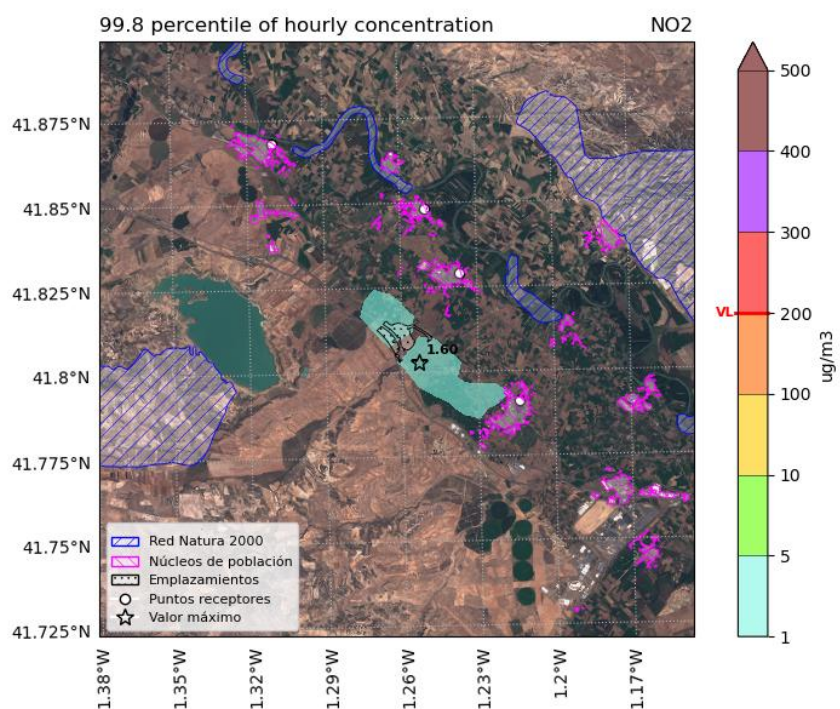 99.8 percentile of hourly concentration NO2
41.875°N
41.85°N
41.825°N
41.8°N
41.775°N
41.75°N
41.725°N
1.60
Red Natura 2000
Núcleos de población
Emplazamientos
Puntos receptores
Valor máximo
1.38°W
1.35°W
1.32°W
1.29°W
1.26°W
1.23°W
1.2°W
1.17°W
500
400
300
VL 200
100
10
5
1
ug/m3